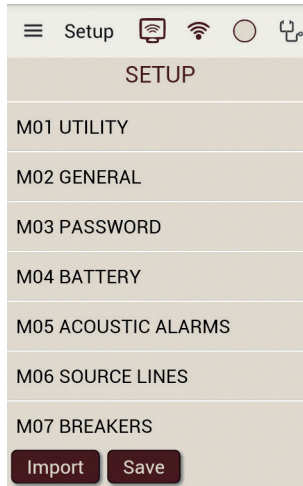 Setup
SETUP
M01 UTILITY
M02 GENERAL
M03 PASSWORD
M04 BATTERY
M05 ACOUSTIC ALARMS
M06 SOURCE LINES
M07 BREAKERS
Import Save